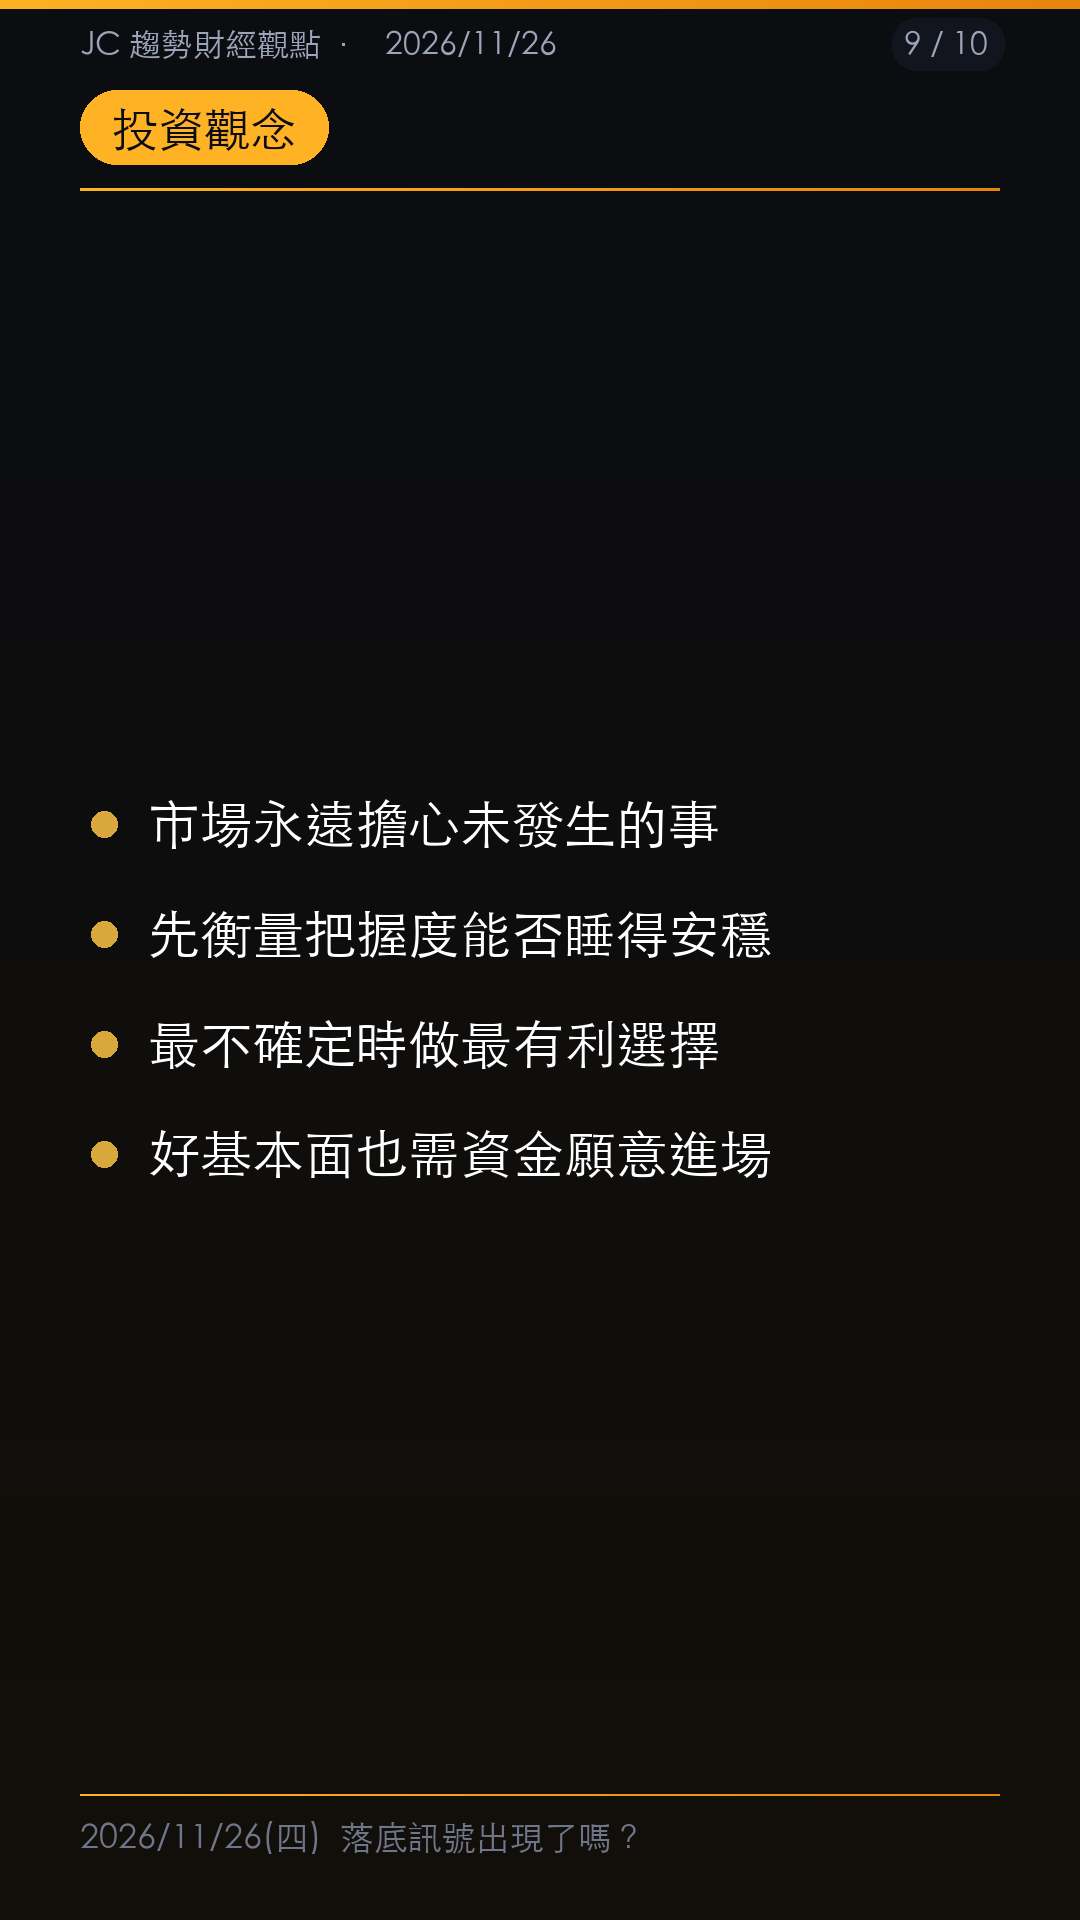 JC 趨勢財經觀點 · 2026/11/26
9 / 10
投資觀念
市場永遠擔心未發生的事
先衡量把握度能否睡得安穩
最不確定時做最有利選擇
好基本面也需資金願意進場
2026/11/26(四) 落底訊號出現了嗎？